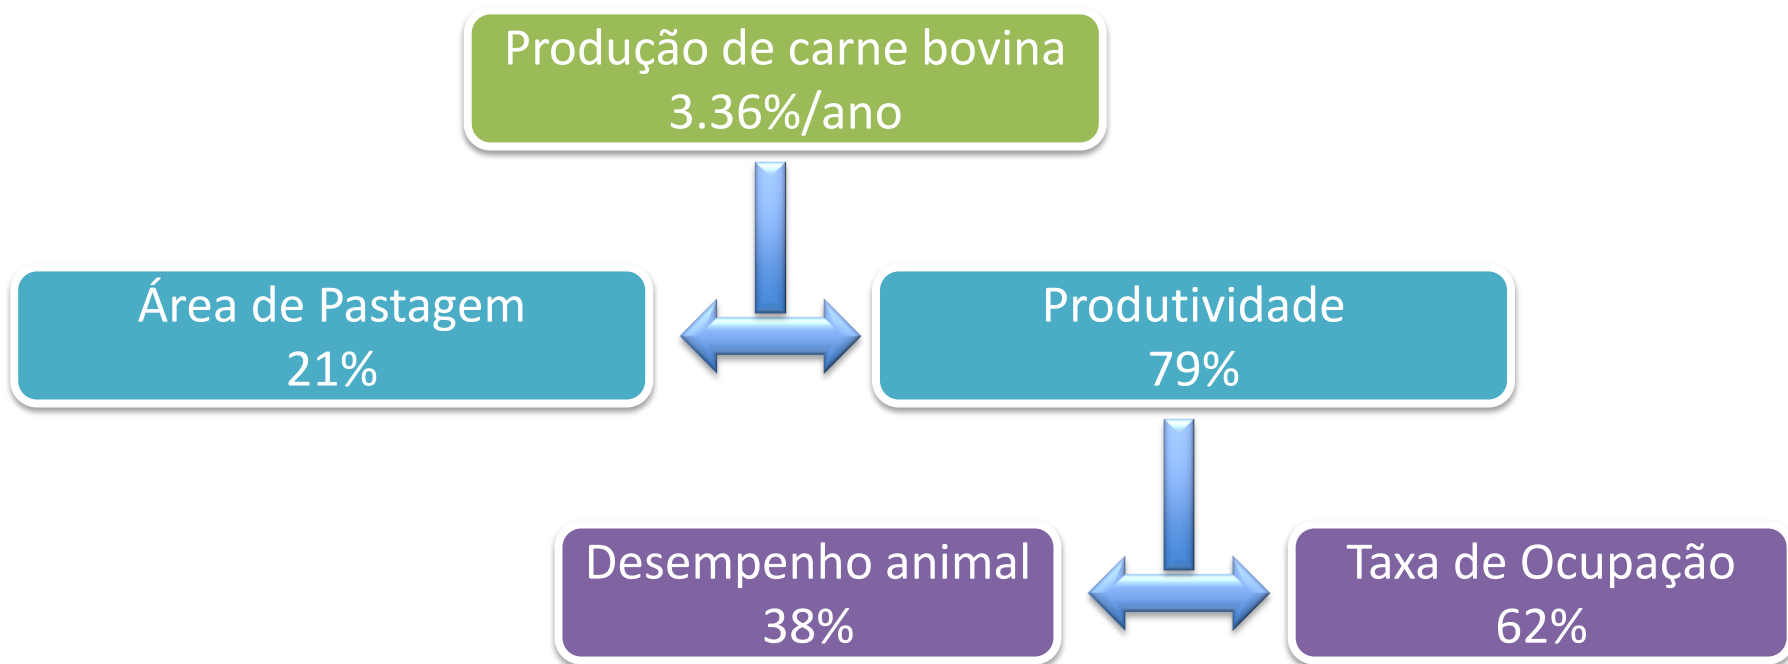 Produção de carne bovina
3.36%/ano
Área de Pastagem
21%
Produtividade
79%
Desempenho animal
38%
Taxa de Ocupação
62%